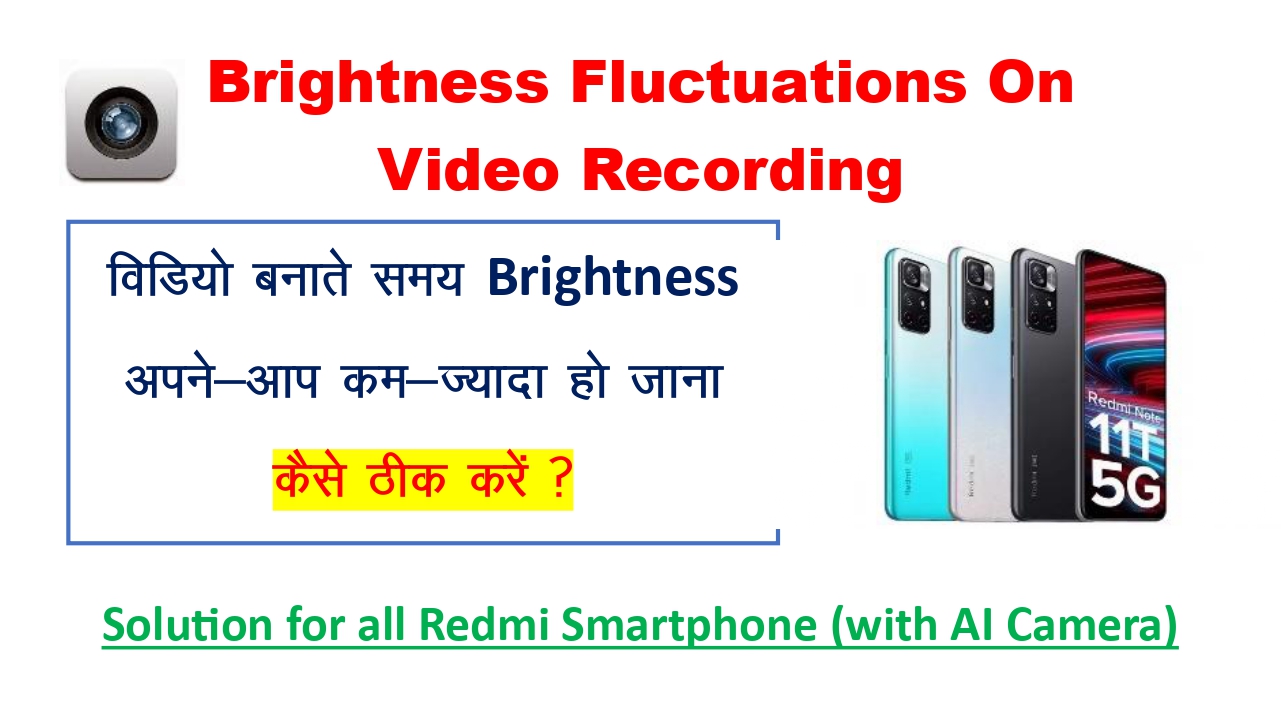 Brightness Fluctuations On
Video Recording
विडियो बनाते समय Brightness
अपने–आप कम–ज्यादा हो जाना
कैसे ठीक करें ?
Redmi Note
11T
5G
Solution for all Redmi Smartphone (with AI Camera)